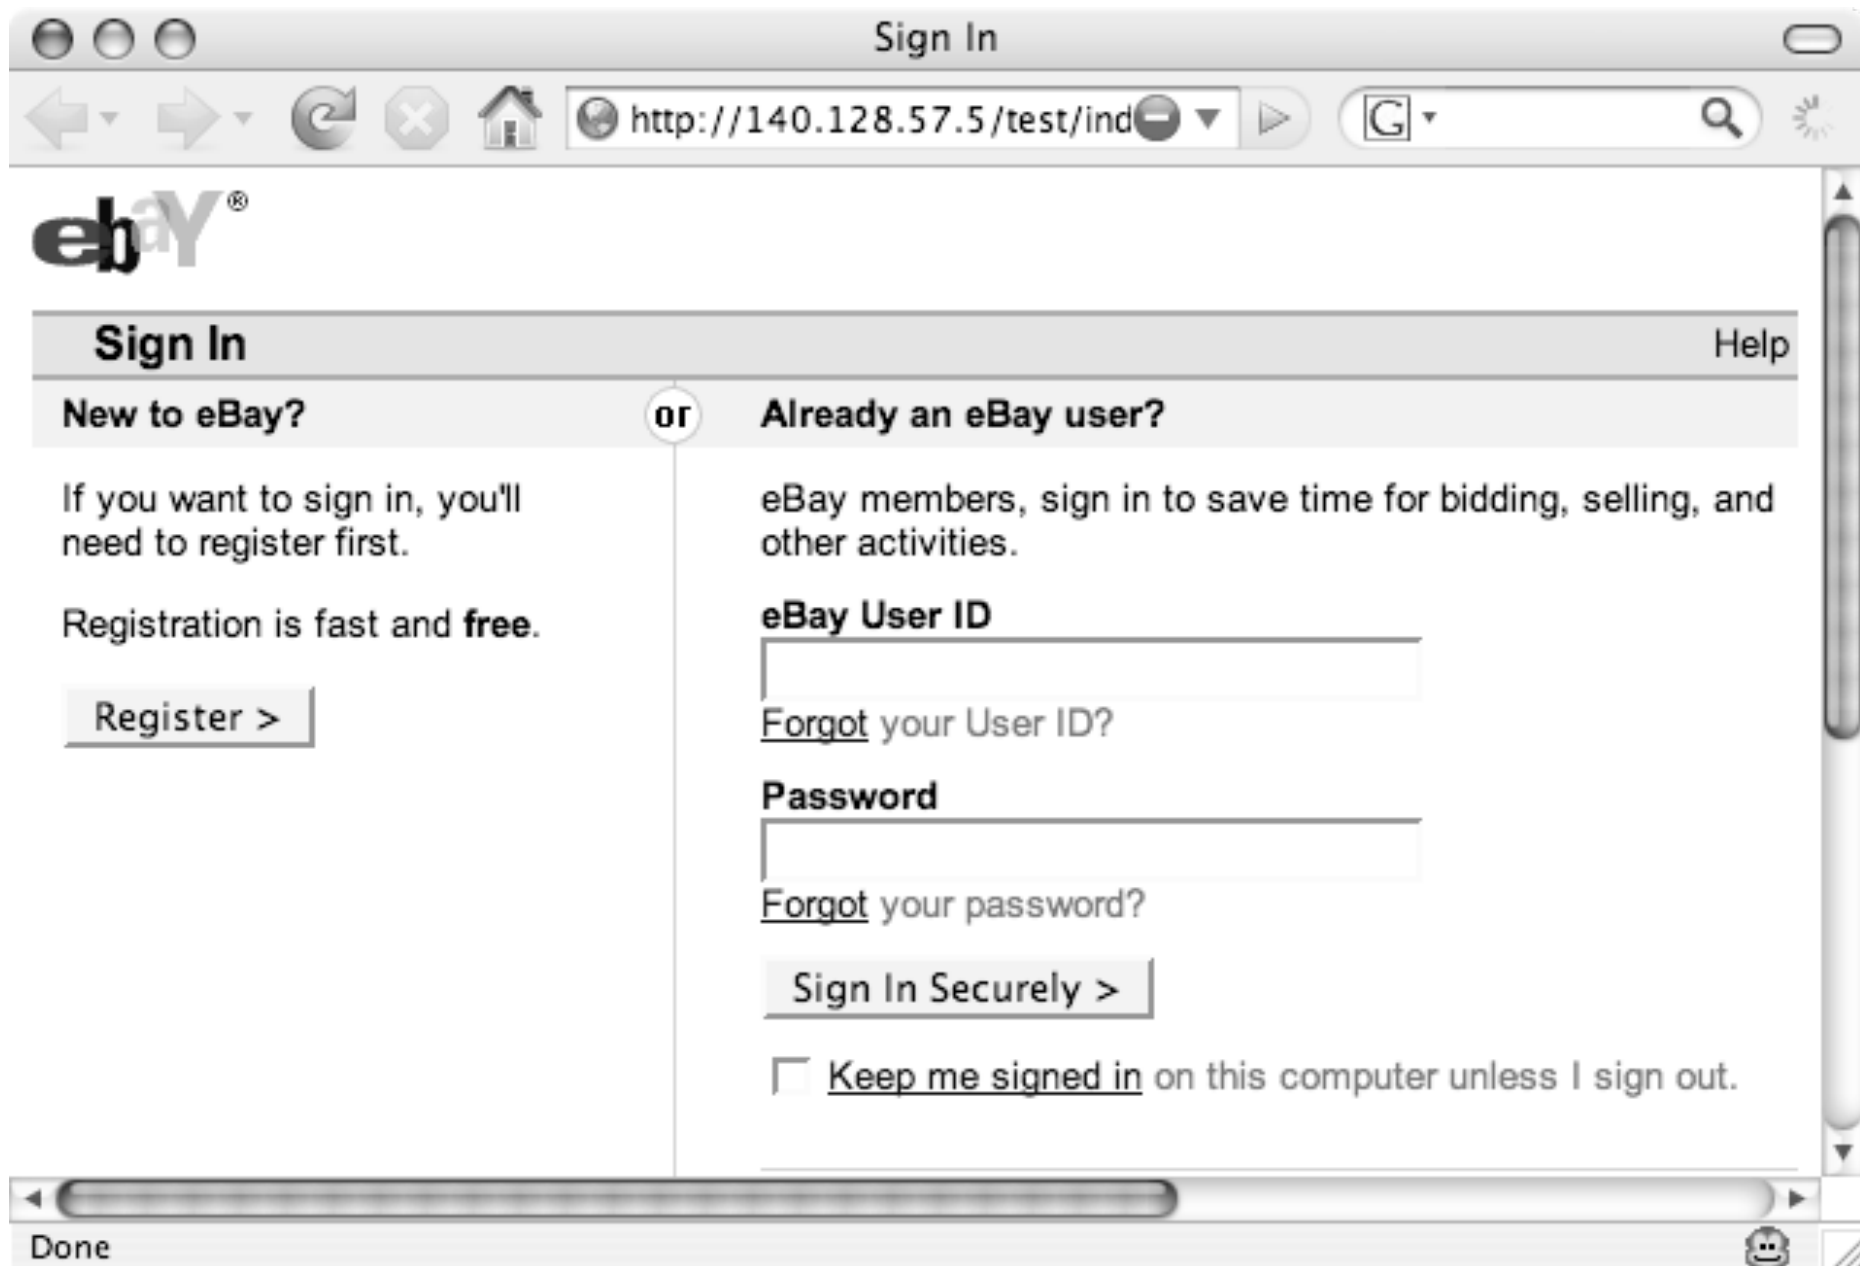 Sign In
http://140.128.57.5/test/ind
G
ebaY®
Sign In
Help
New to eBay?
or
Already an eBay user?
If you want to sign in, you'll
need to register first.
Registration is fast and free.
Register >
eBay members, sign in to save time for bidding, selling, and
other activities.
eBay User ID
Forgot your User ID?
Password
Forgot your password?
Sign In Securely >
Keep me signed in on this computer unless I sign out.
Done